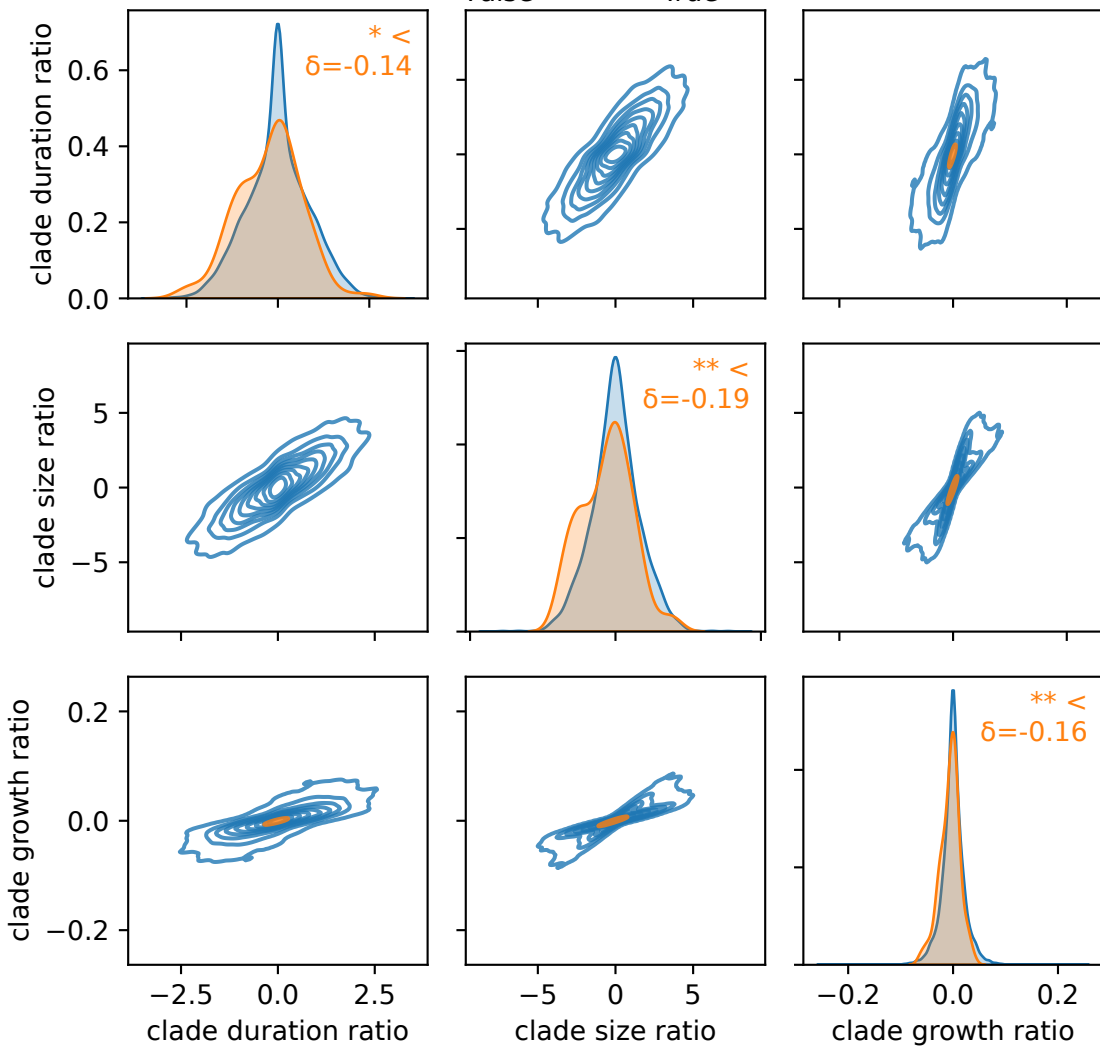 clade duration ratio
0.6
0.4
0.2
0.0
* <
δ=-0.14
clade size ratio
5
0
−5
** <
δ=-0.19
clade growth ratio
0.2
0.0
−0.2
** <
δ=-0.16
−2.5 0.0 2.5
clade duration ratio
−5 0 5
clade size ratio
−0.2 0.0 0.2
clade growth ratio